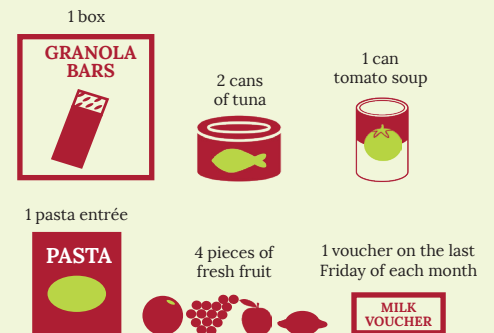 1 box
GRANOLA
BARS
2 cans
of tuna
1 can
tomato soup
1 pasta entrée
PASTA
4 pieces of
fresh fruit
1 voucher on the last
Friday of each month
MILK
VOUCHER